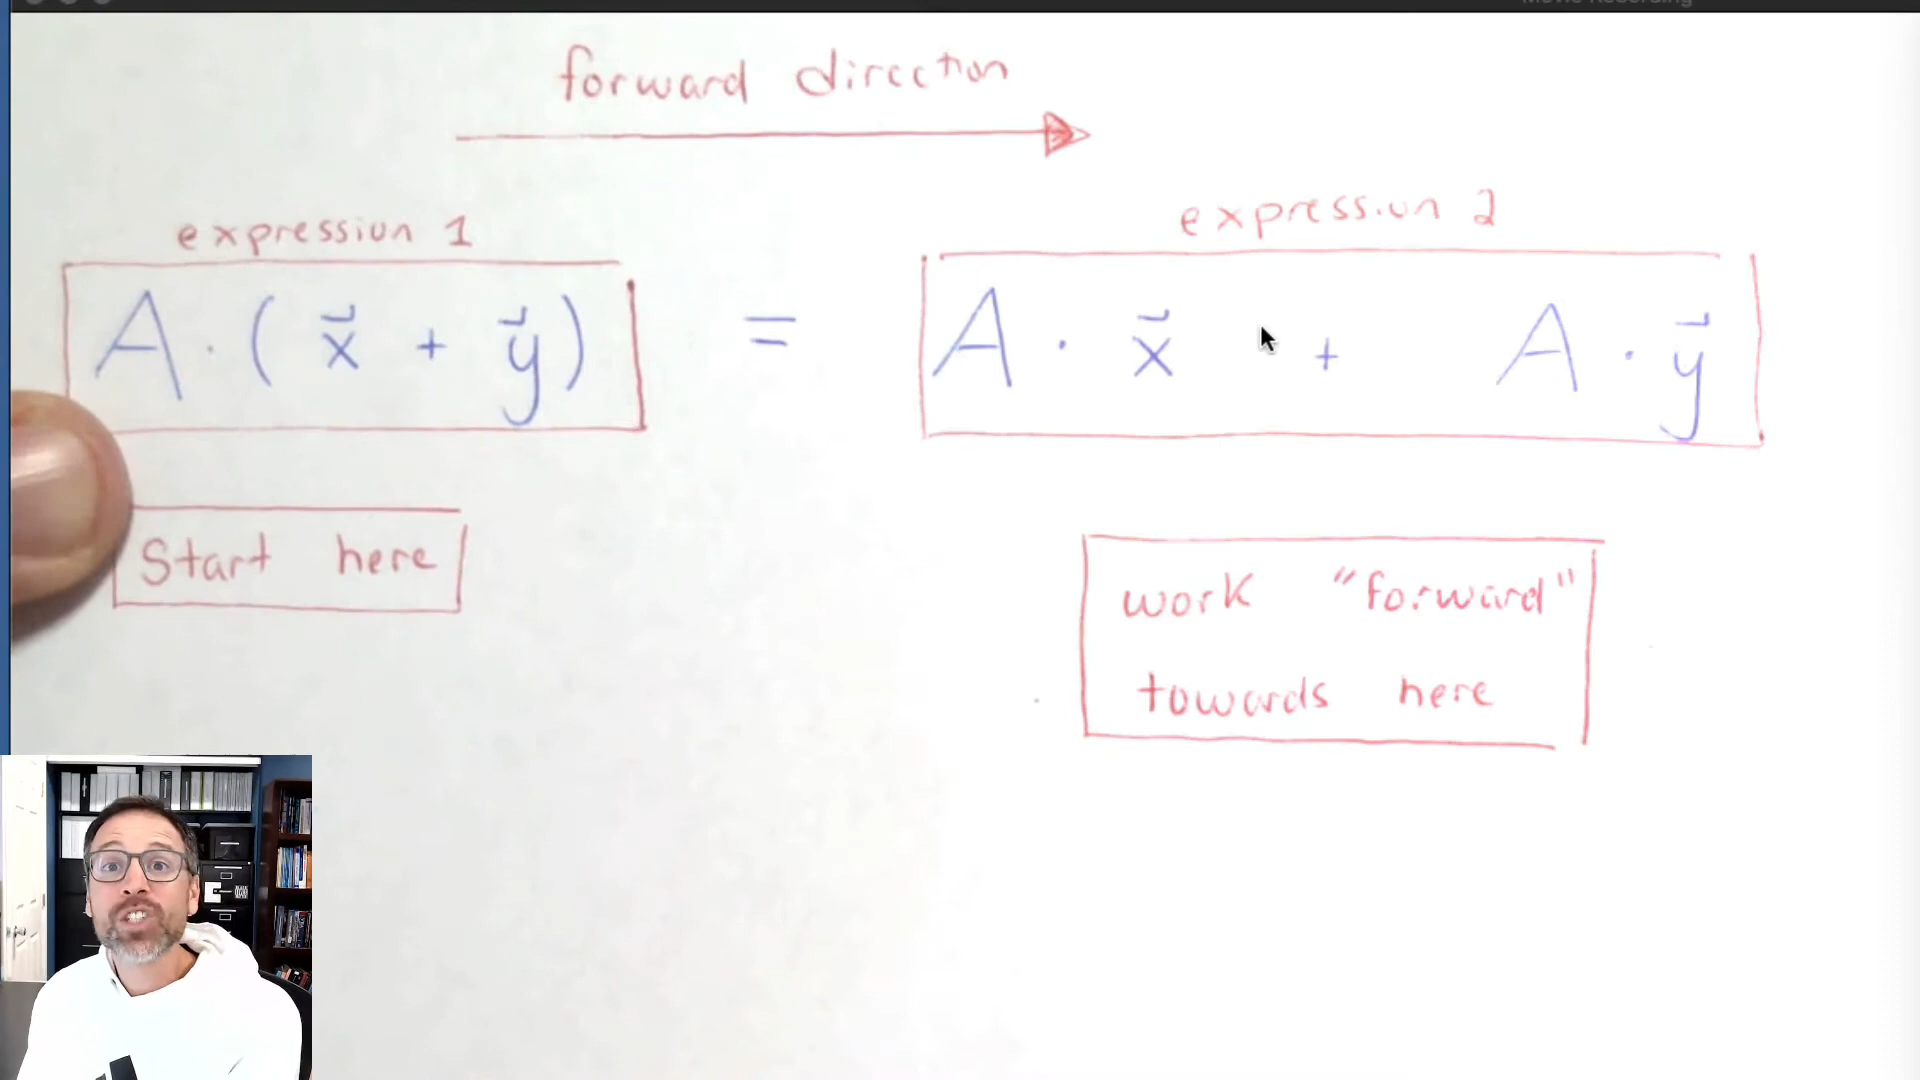 forward direction
expression 1
expression 2
A · (x⃗ + y⃗) = A · x⃗ + A · y⃗
Start here
work "forward"
towards here